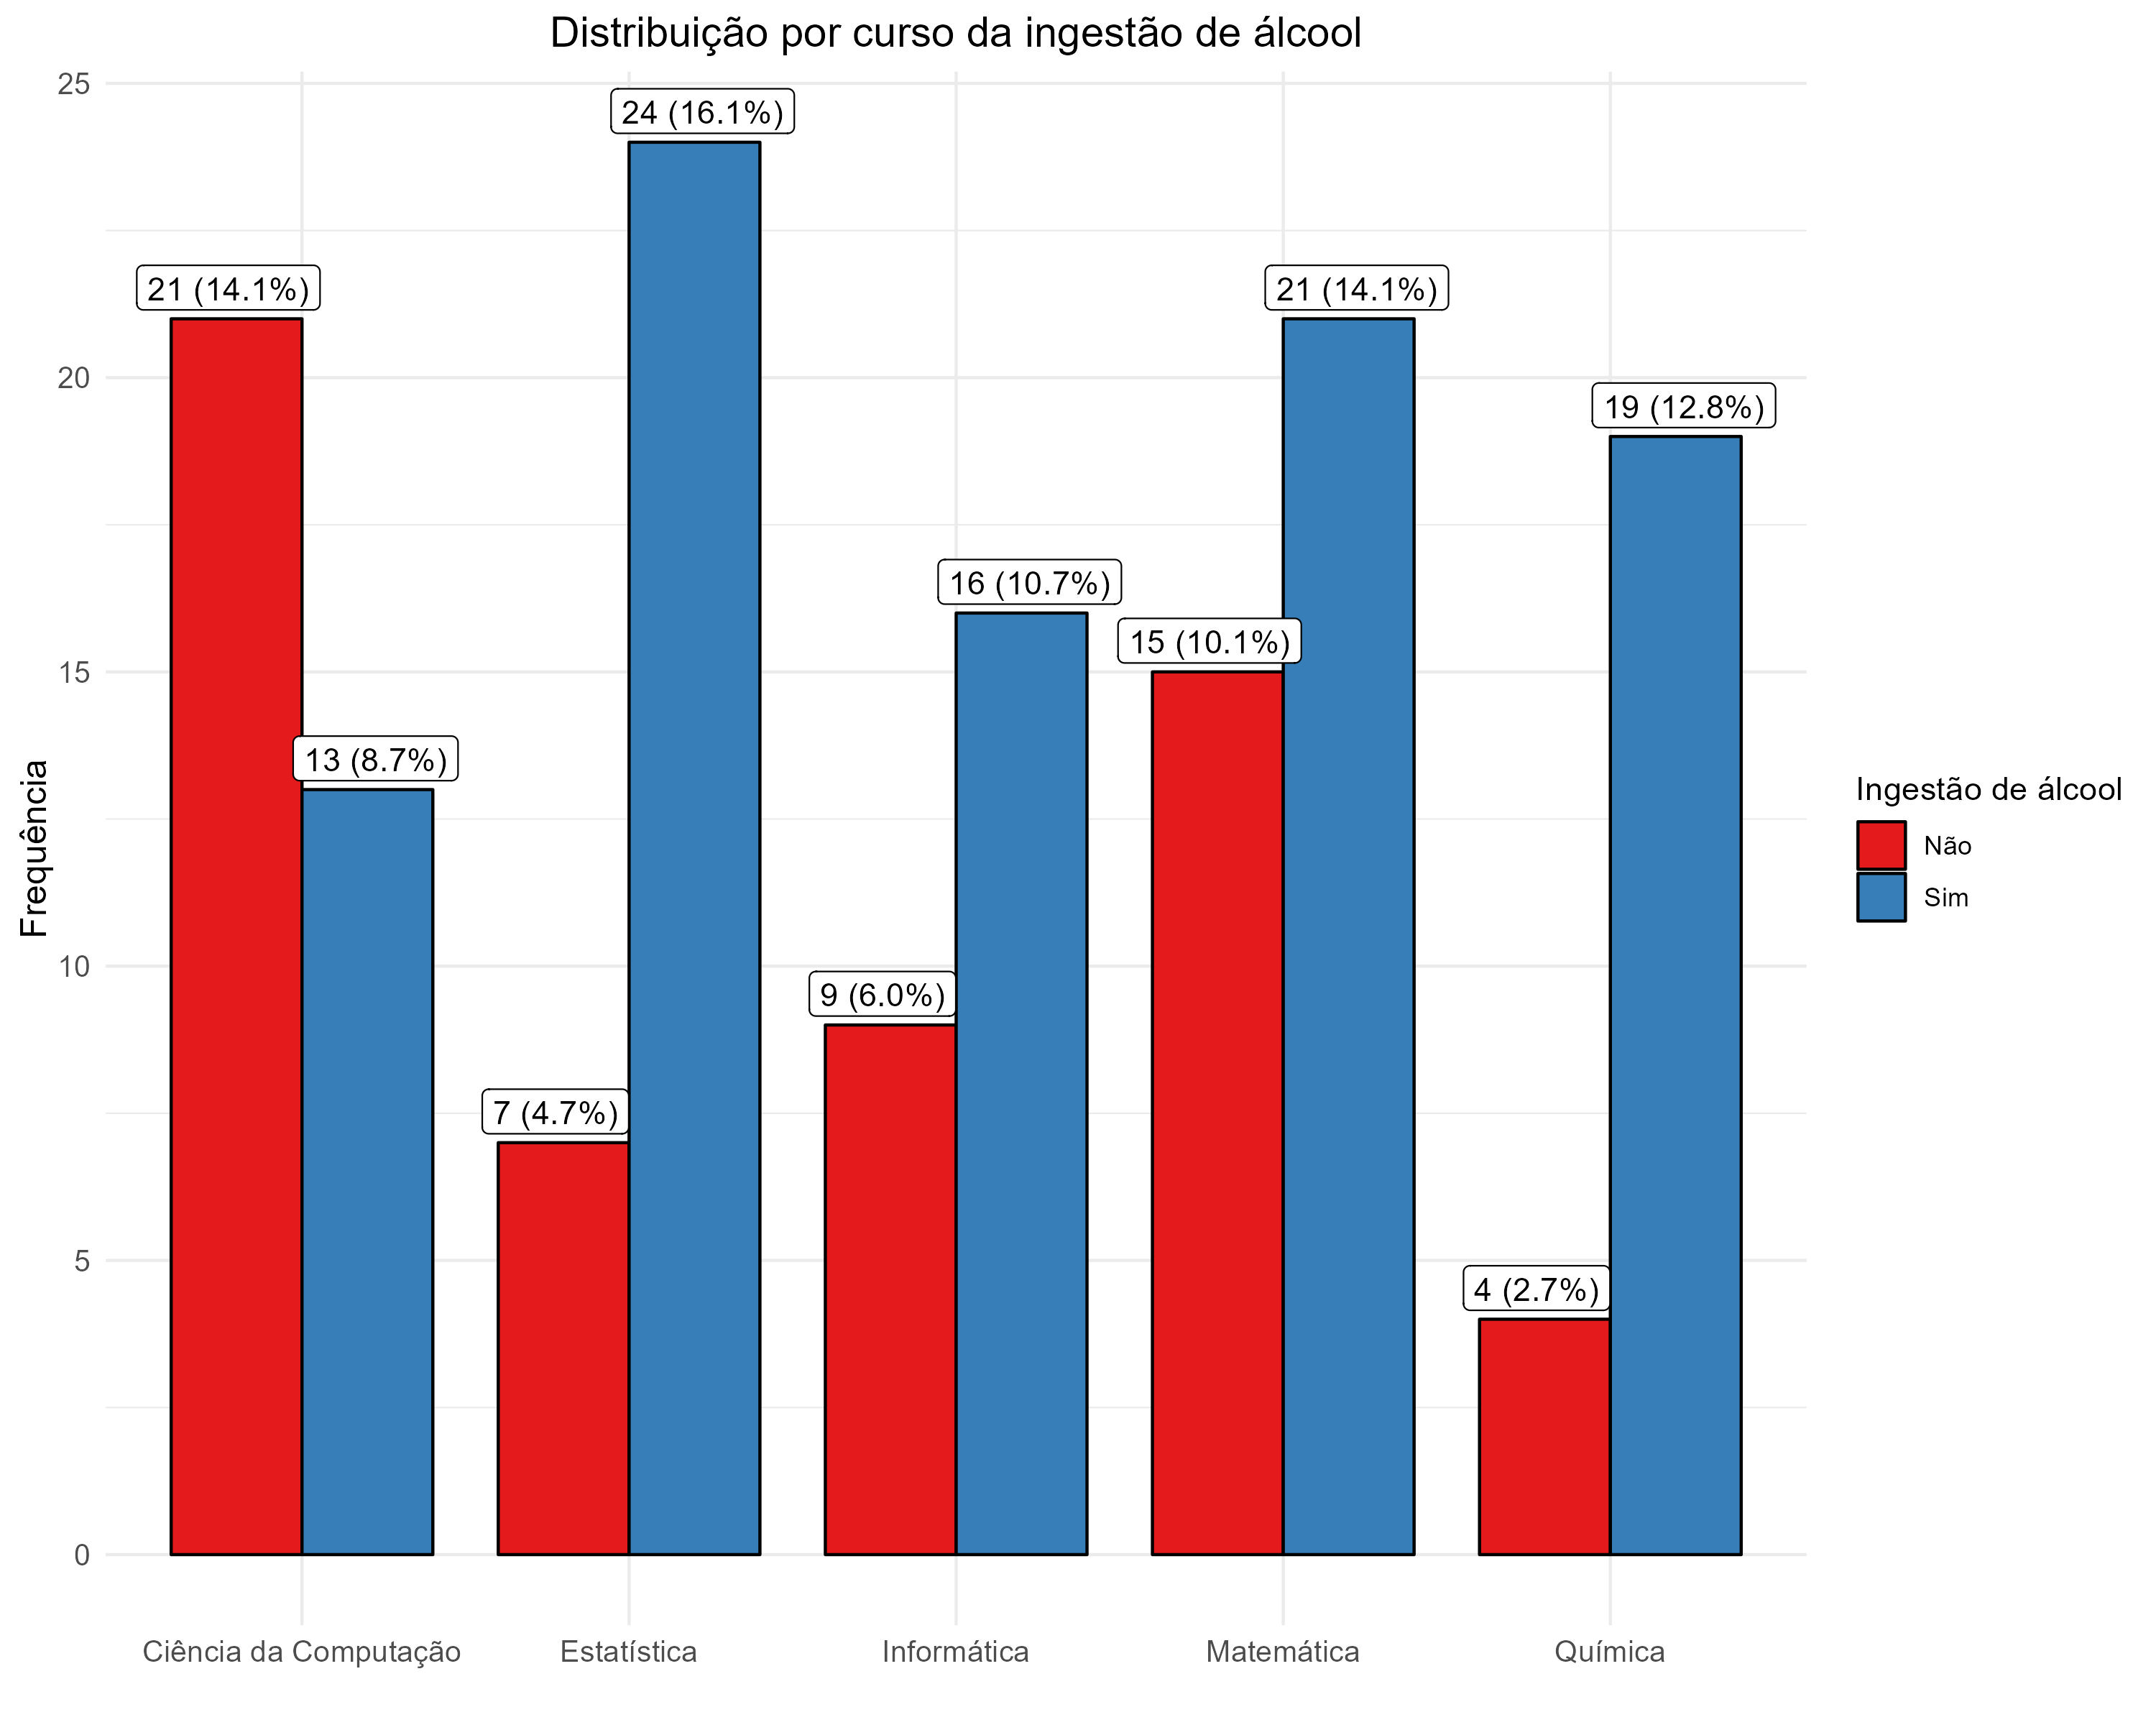 Distribuição por curso da ingestão de álcool
Frequência
25
20
15
10
5
0
21 (14.1%)
13 (8.7%)
7 (4.7%)
24 (16.1%)
9 (6.0%)
16 (10.7%)
15 (10.1%)
21 (14.1%)
4 (2.7%)
19 (12.8%)
Ciência da Computação
Estatística
Informática
Matemática
Química
Ingestão de álcool
Não
Sim